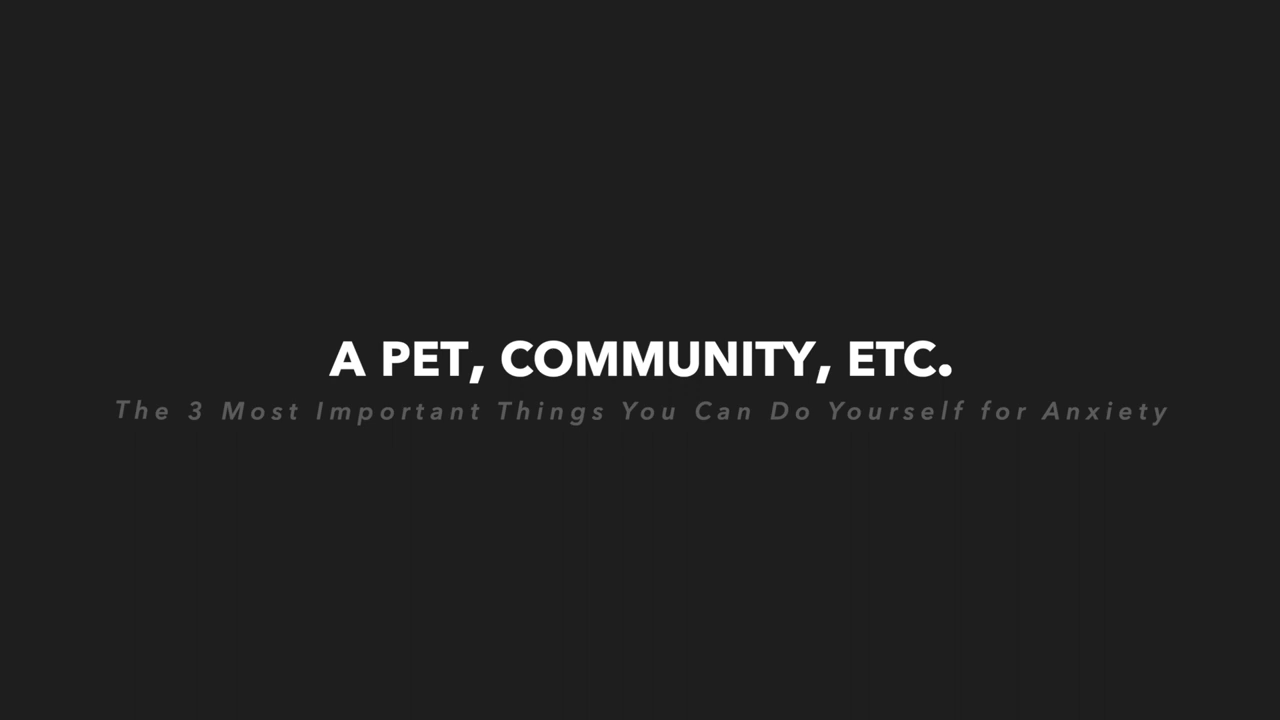 A PET, COMMUNITY, ETC.
The 3 Most Important Things You Can Do Yourself for Anxiety